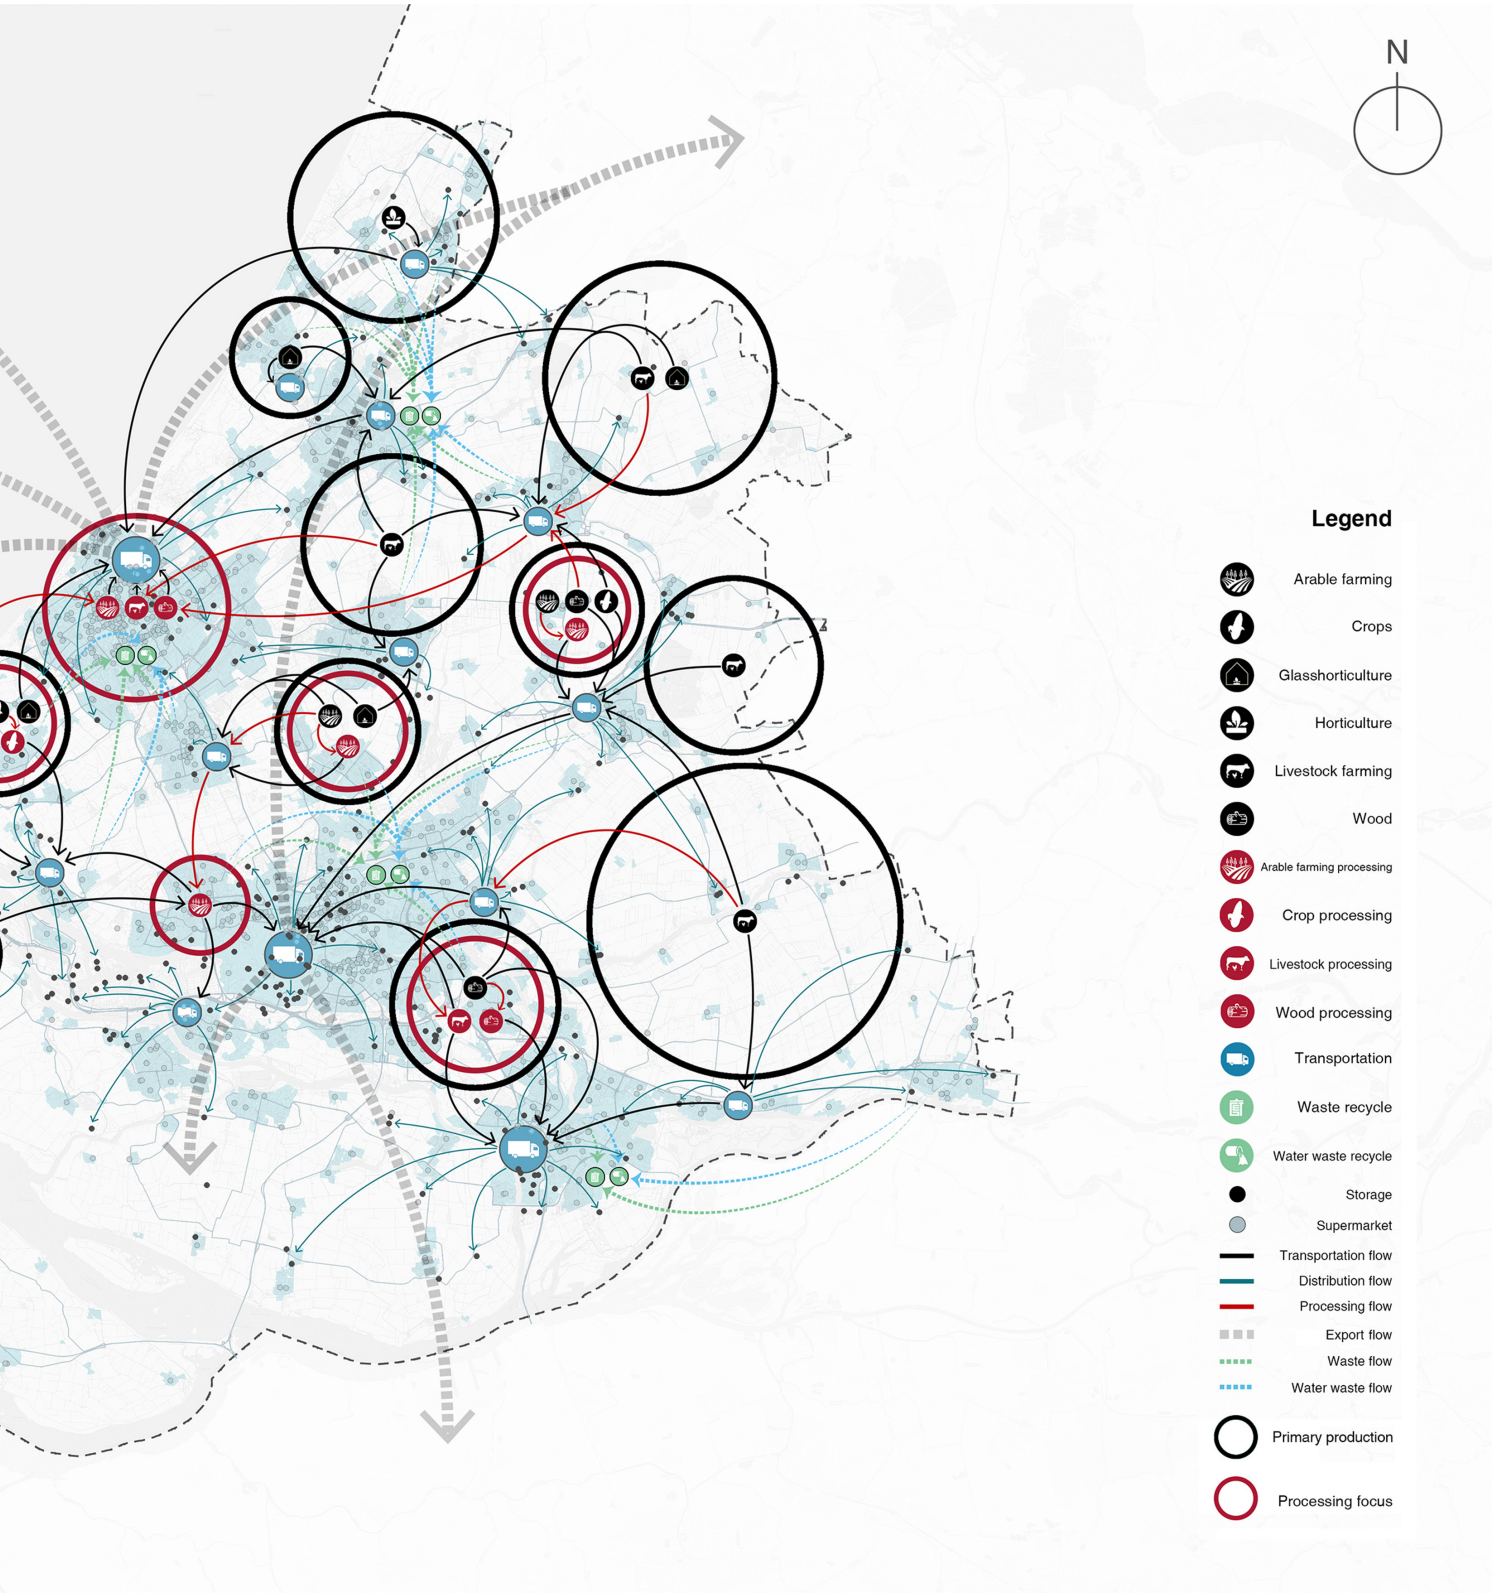 N
Legend
Arable farming
Crops
Glasshorticulture
Horticulture
Livestock farming
Wood
Arable farming processing
Crop processing
Livestock processing
Wood processing
Transportation
Waste recycle
Water waste recycle
Storage
Supermarket
Transportation flow
Distribution flow
Processing flow
Export flow
Waste flow
Water waste flow
Primary production
Processing focus